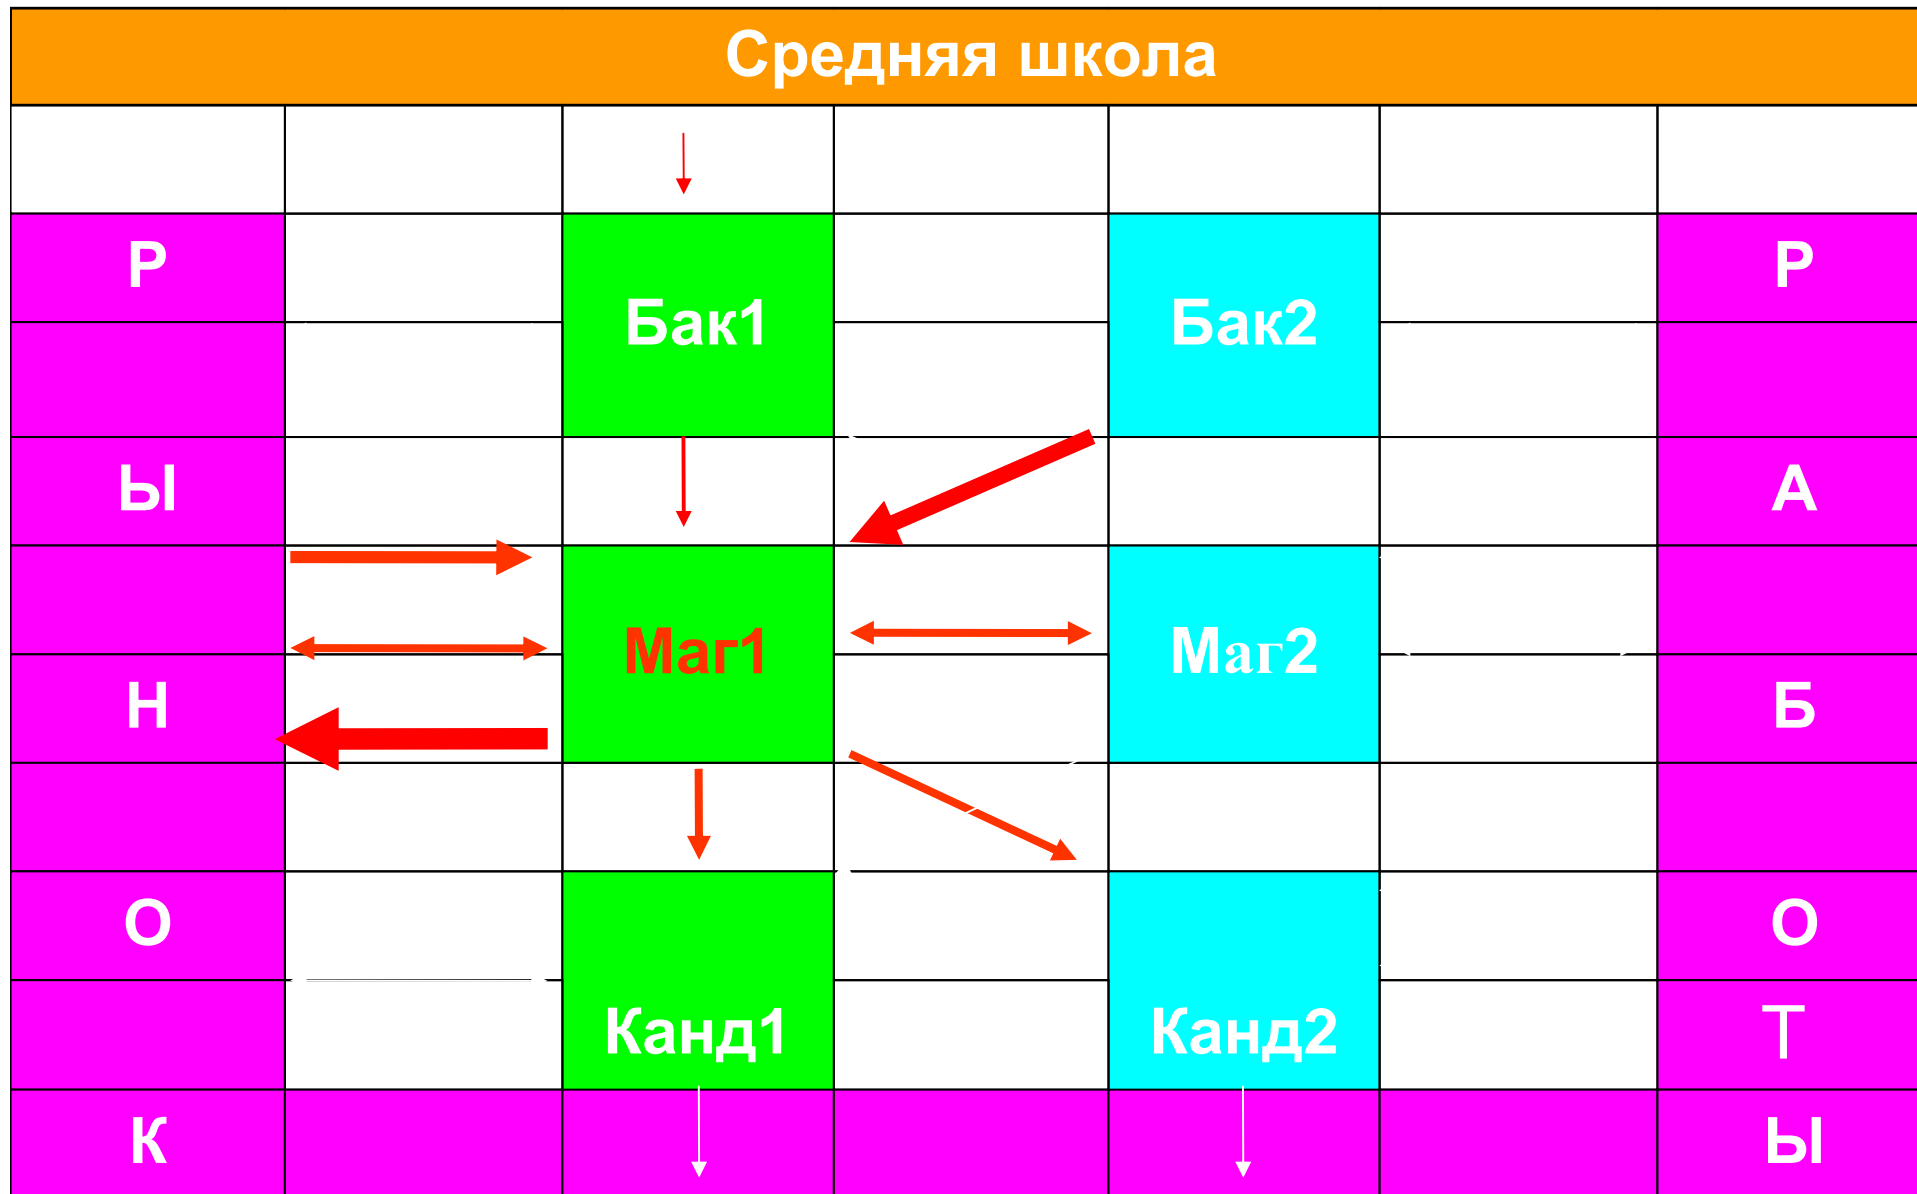 Средняя школа
Р Бак1 Бак2 Р
Ы А
Маг1 Маг2
Н Б
О О
Канд1 Канд2 Т
К Ы